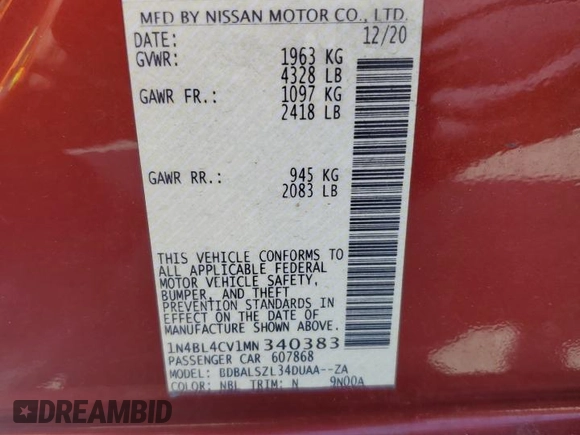 MFD BY NISSAN MOTOR CO., LTD.
DATE: 12/20
GVWR: 1963 KG
4328 LB
GAWR FR.: 1097 KG
2418 LB
GAWR RR.: 945 KG
2083 LB
THIS VEHICLE CONFORMS TO
ALL APPLICABLE FEDERAL
MOTOR VEHICLE SAFETY,
BUMPER, AND THEFT
PREVENTION STANDARDS IN
EFFECT ON THE DATE OF
MANUFACTURE SHOWN ABOVE.
1N4BL4CV1MN340383
PASSENGER CAR 607868
MODEL: BDBALSZL34DUAA--ZA
COLOR: NBL TRIM: N 9N00A
DREAMBID